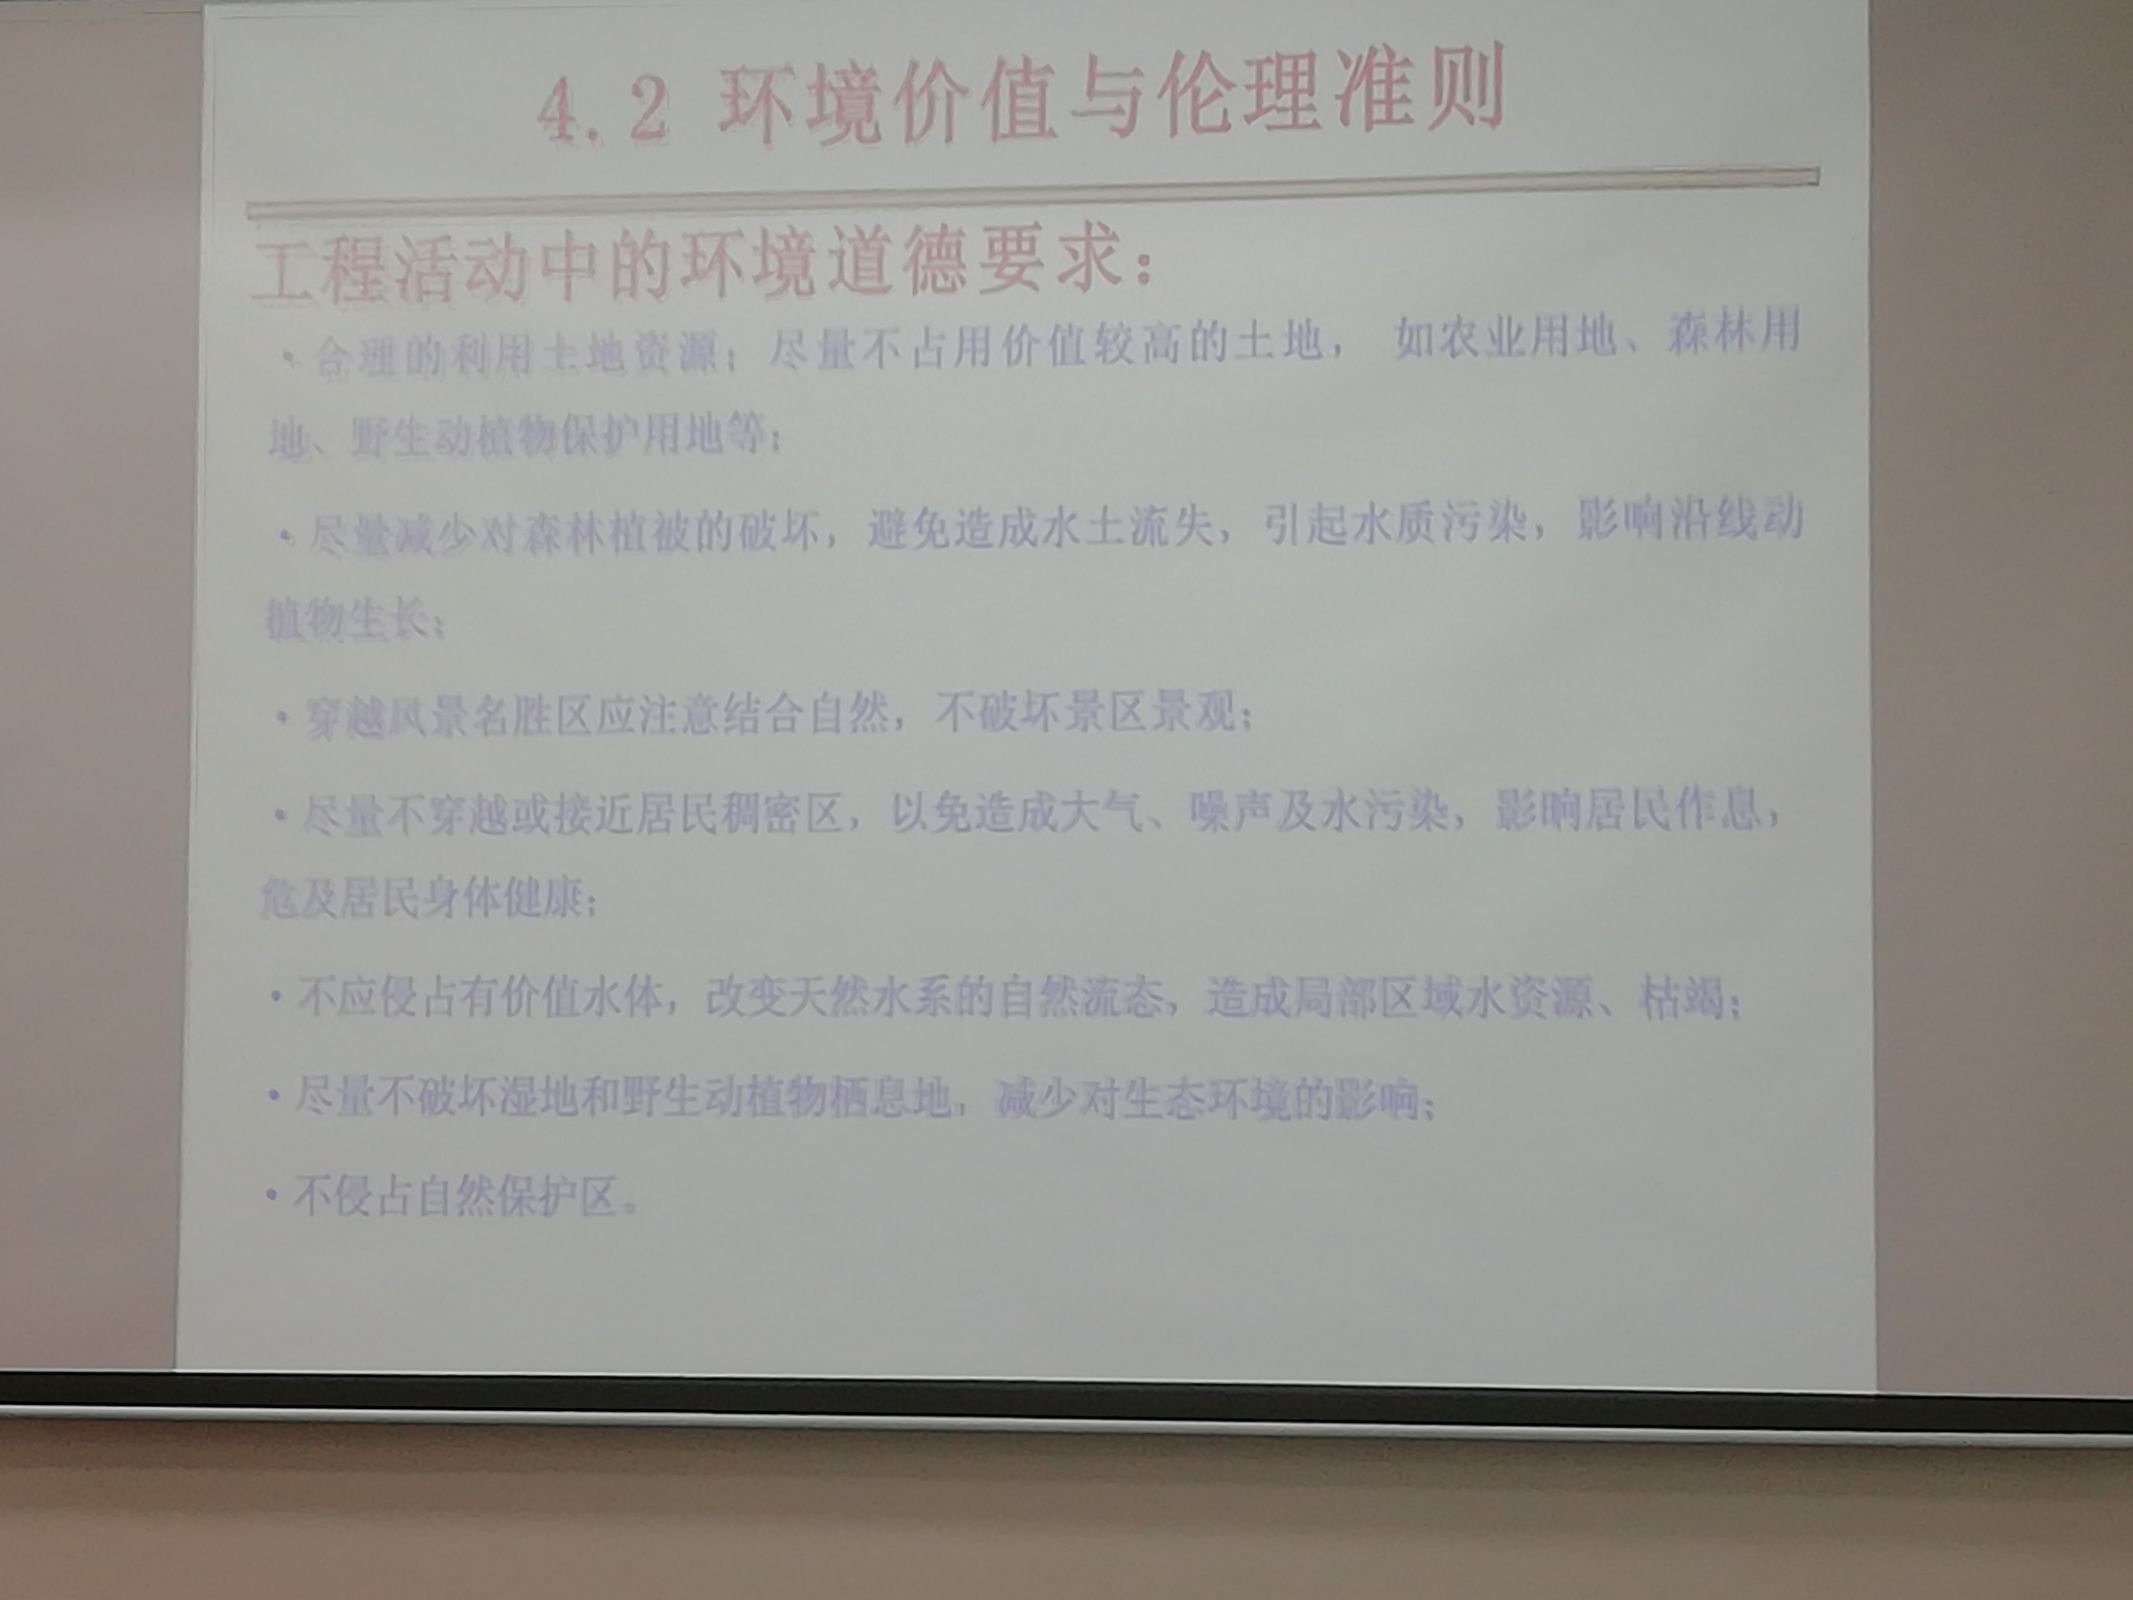 4.2 环境价值与伦理准则
工程活动中的环境道德要求：
•合理的利用土地资源；尽量不占用价值较高的土地， 如农业用地、森林用
地、野生动植物保护用地等；
•尽量减少对森林植被的破坏，避免造成水土流失，引起水质污染，影响沿线动
植物生长；
•穿越风景名胜区应注意结合自然，不破坏景区景观；
•尽量不穿越或接近居民稠密区，以免造成大气、噪声及水污染，影响居民作息，
危及居民身体健康；
•不应侵占有价值水体，改变天然水系的自然流态，造成局部区域水资源、枯竭；
•尽量不破坏湿地和野生动植物栖息地，减少对生态环境的影响；
•不侵占自然保护区。